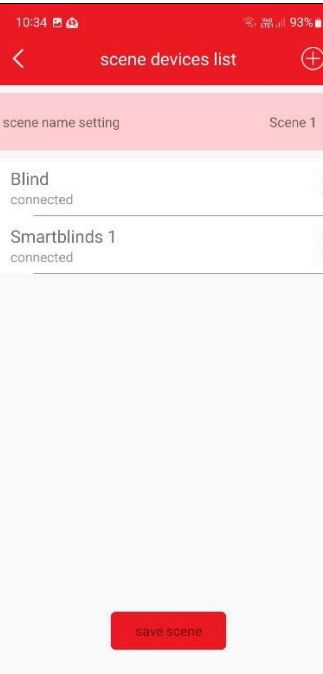 10:34 93%
scene devices list
scene name setting Scene 1
Blind
connected
Smartblinds 1
connected
save scene